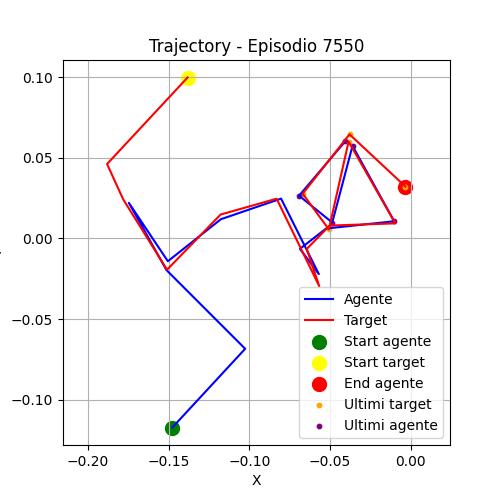 Trajectory - Episodio 7550
0.10
0.05
0.00
−0.05
−0.10
−0.20
−0.15
−0.10
−0.05
0.00
X
Agente
Target
Start agente
Start target
End agente
Ultimi target
Ultimi agente